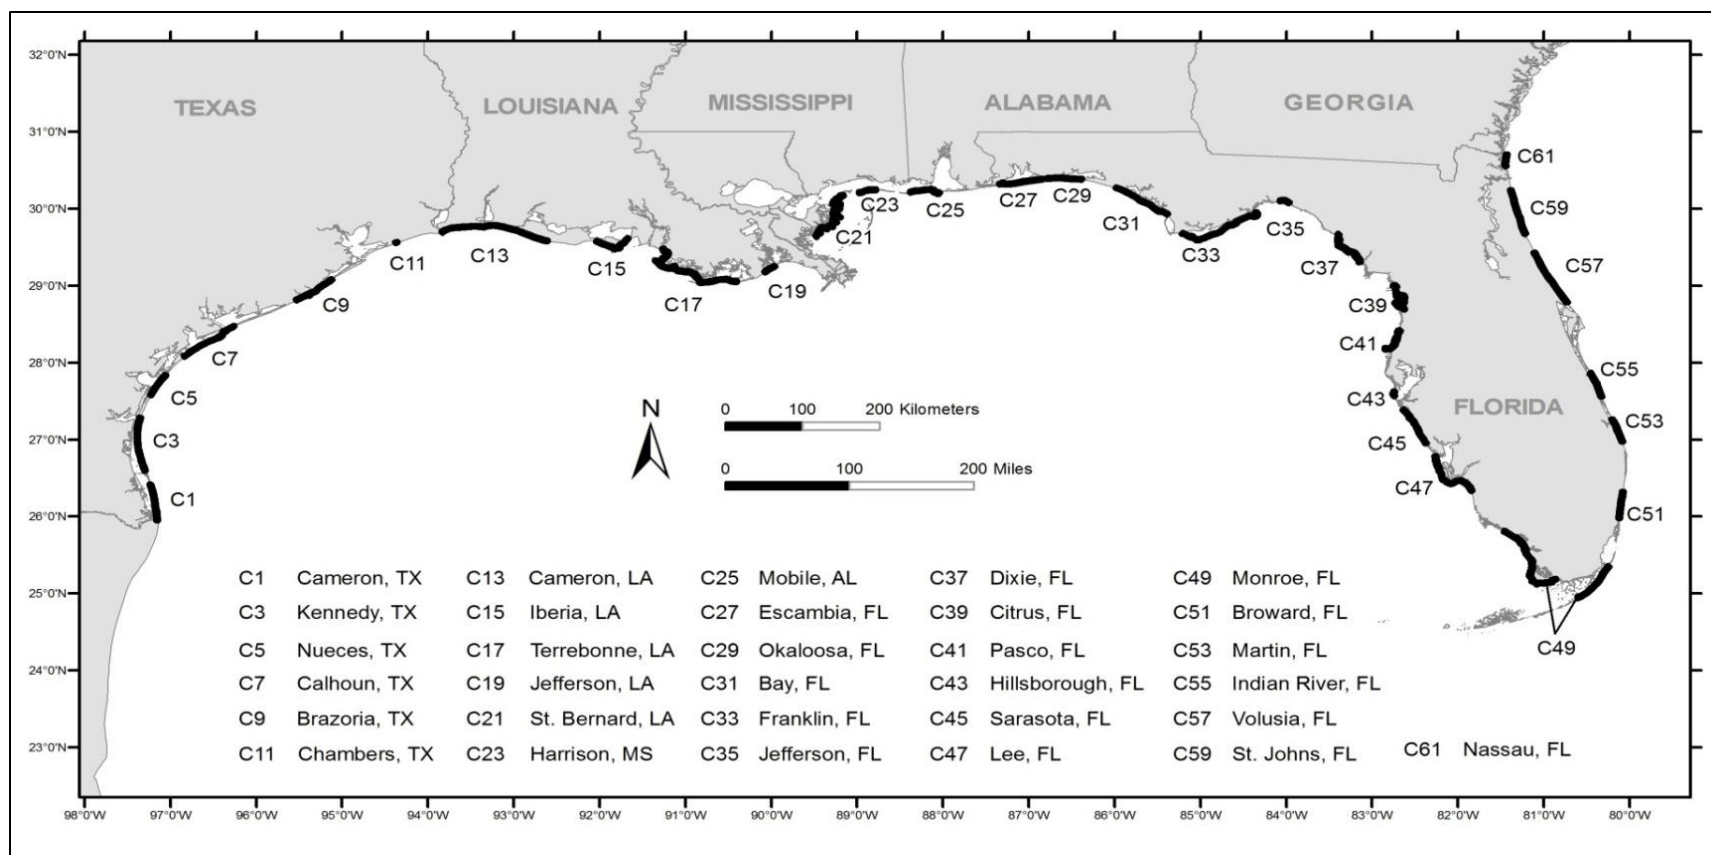 32°0'N
31°0'N
30°0'N
29°0'N
28°0'N
27°0'N
26°0'N
25°0'N
24°0'N
23°0'N
TEXAS
LOUISIANA
MISSISSIPPI
ALABAMA
GEORGIA
FLORIDA
C1
C3
C5
C7
C9
C11
C13
C15
C17
C19
C21
C23
C25
C27
C29
C31
C33
C35
C37
C39
C41
C43
C45
C47
C49
C51
C53
C55
C57
C59
C61
N
0 100 200 Kilometers
0 100 200 Miles
C1 Cameron, TX
C3 Kennedy, TX
C5 Nueces, TX
C7 Calhoun, TX
C9 Brazoria, TX
C11 Chambers, TX
C13 Cameron, LA
C15 Iberia, LA
C17 Terrebonne, LA
C19 Jefferson, LA
C21 St. Bernard, LA
C23 Harrison, MS
C25 Mobile, AL
C27 Escambia, FL
C29 Okaloosa, FL
C31 Bay, FL
C33 Franklin, FL
C35 Jefferson, FL
C37 Dixie, FL
C39 Citrus, FL
C41 Pasco, FL
C43 Hillsborough, FL
C45 Sarasota, FL
C47 Lee, FL
C49 Monroe, FL
C51 Broward, FL
C53 Martin, FL
C55 Indian River, FL
C57 Volusia, FL
C59 St. Johns, FL
C61 Nassau, FL
98°0'W 97°0'W 96°0'W 95°0'W 94°0'W 93°0'W 92°0'W 91°0'W 90°0'W 89°0'W 88°0'W 87°0'W 86°0'W 85°0'W 84°0'W 83°0'W 82°0'W 81°0'W 80°0'W